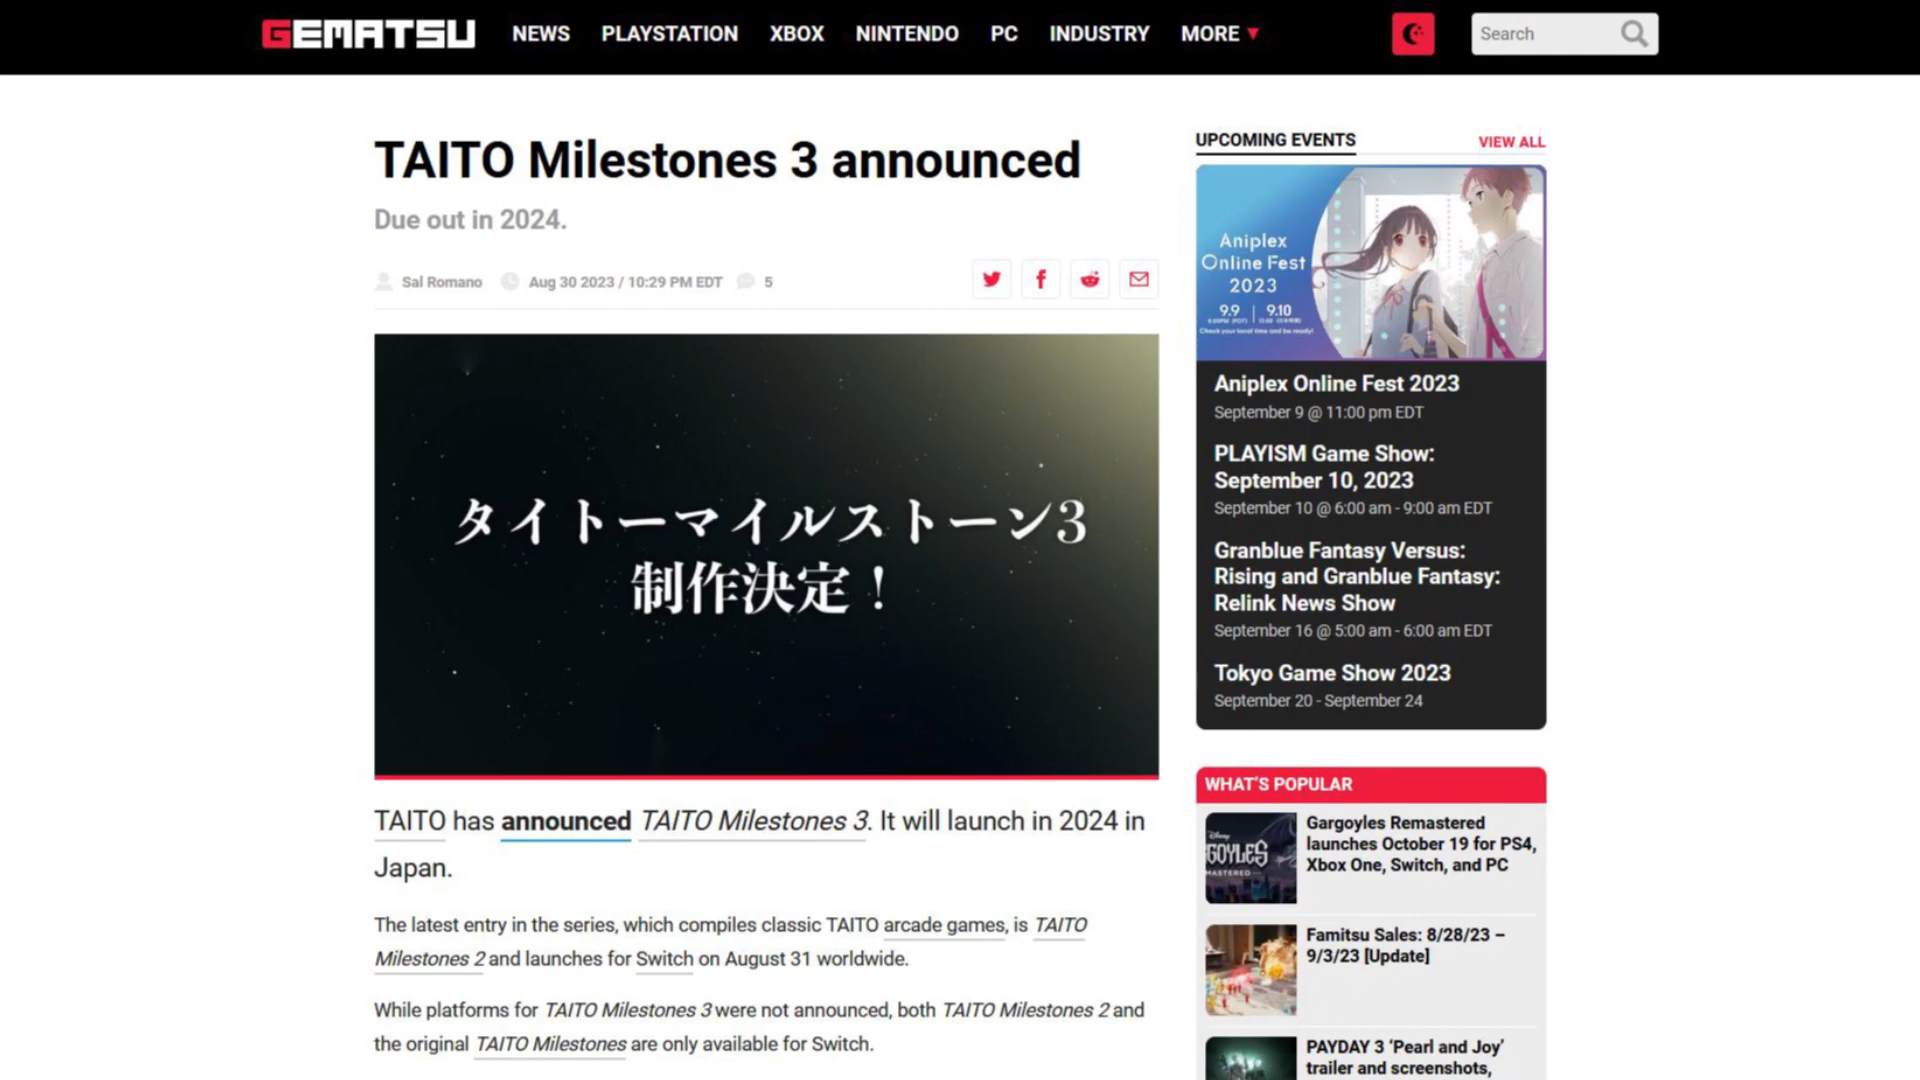 GEMATSU
NEWS
PLAYSTATION
XBOX
NINTENDO
PC
INDUSTRY
MORE
Search
TAITO Milestones 3 announced
Due out in 2024.
Sal Romano
Aug 30 2023 / 10:29 PM EDT
5
タイトーマイルストーン3
制作決定！
TAITO has announced TAITO Milestones 3. It will launch in 2024 in
Japan.
The latest entry in the series, which compiles classic TAITO arcade games, is TAITO
Milestones 2 and launches for Switch on August 31 worldwide.
While platforms for TAITO Milestones 3 were not announced, both TAITO Milestones 2 and
the original TAITO Milestones are only available for Switch.
UPCOMING EVENTS
VIEW ALL
Aniplex
Online Fest
2023
9.9 | 9.10
Check your local time and be ready!
Aniplex Online Fest 2023
September 9 @ 11:00 pm EDT
PLAYISM Game Show:
September 10, 2023
September 10 @ 6:00 am - 9:00 am EDT
Granblue Fantasy Versus:
Rising and Granblue Fantasy:
Relink News Show
September 16 @ 5:00 am - 6:00 am EDT
Tokyo Game Show 2023
September 20 - September 24
WHAT'S POPULAR
Disney
GOYLES
MASTERED
Gargoyles Remastered
launches October 19 for PS4,
Xbox One, Switch, and PC
Famitsu Sales: 8/28/23 –
9/3/23 [Update]
PAYDAY 3 ‘Pearl and Joy’
trailer and screenshots,